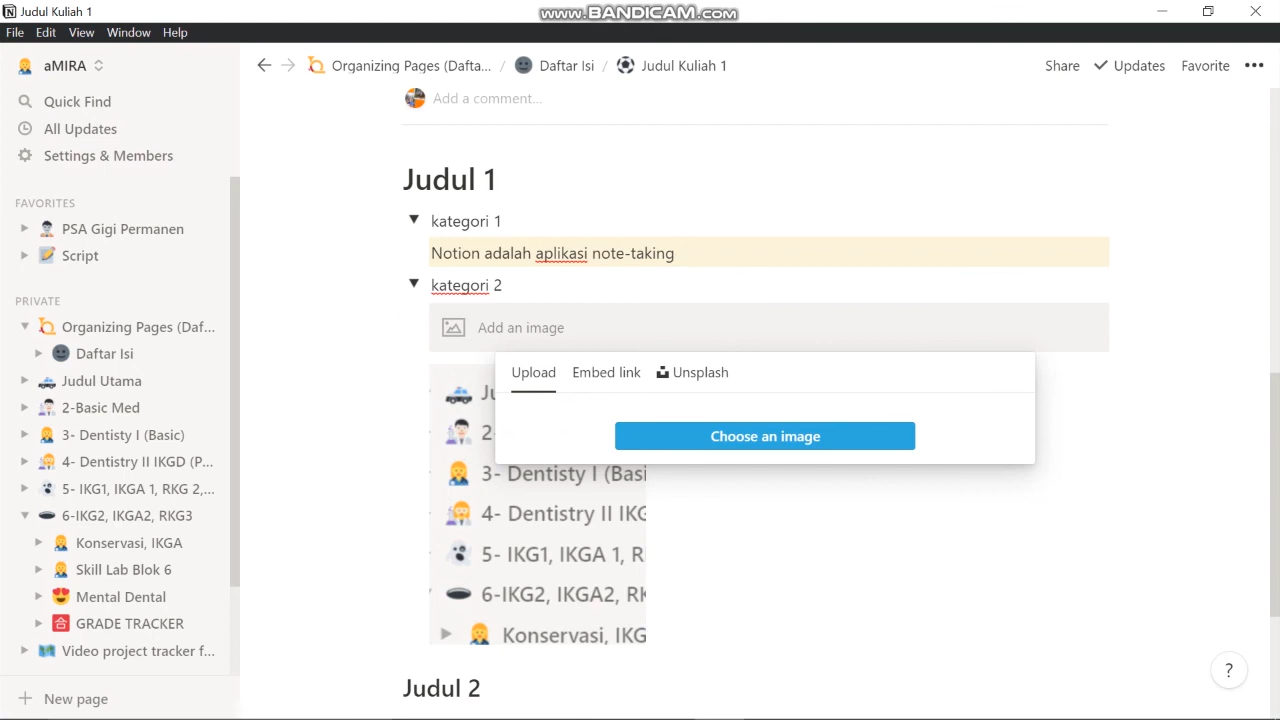 Judul Kuliah 1
www.BANDICAM.com
File Edit View Window Help
aMIRA
Quick Find
All Updates
Settings & Members
FAVORITES
PSA Gigi Permanen
Script
PRIVATE
Organizing Pages (Daf...
Daftar Isi
Judul Utama
2-Basic Med
3- Dentisty I (Basic)
4- Dentistry II IKGD (P...
5- IKG1, IKGA 1, RKG 2,...
6-IKG2, IKGA2, RKG3
Konservasi, IKGA
Skill Lab Blok 6
Mental Dental
GRADE TRACKER
Video project tracker f...
New page
Organizing Pages (Dafta... / Daftar Isi / Judul Kuliah 1
Share Updates Favorite
Add a comment...
Judul 1
kategori 1
Notion adalah aplikasi note-taking
kategori 2
Add an image
Upload Embed link Unsplash
Choose an image
3- Dentisty I (Basi
4- Dentistry II IKG
5- IKG1, IKGA 1, R
6-IKG2, IKGA2, RK
Konservasi, IKG
Judul 2
?